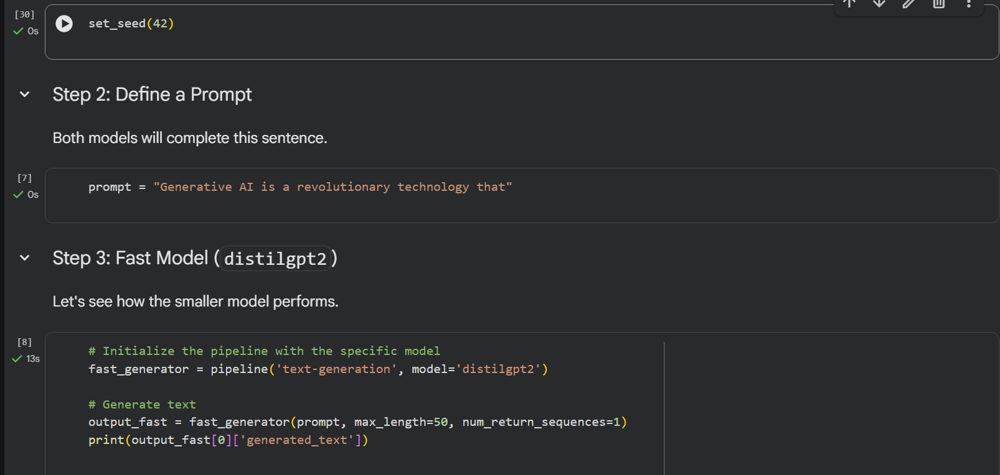 [30]
0s
set_seed(42)
Step 2: Define a Prompt
Both models will complete this sentence.
[7]
0s
prompt = "Generative AI is a revolutionary technology that"
Step 3: Fast Model (distilgpt2)
Let's see how the smaller model performs.
[8]
13s
# Initialize the pipeline with the specific model
fast_generator = pipeline('text-generation', model='distilgpt2')
# Generate text
output_fast = fast_generator(prompt, max_length=50, num_return_sequences=1)
print(output_fast[0]['generated_text'])